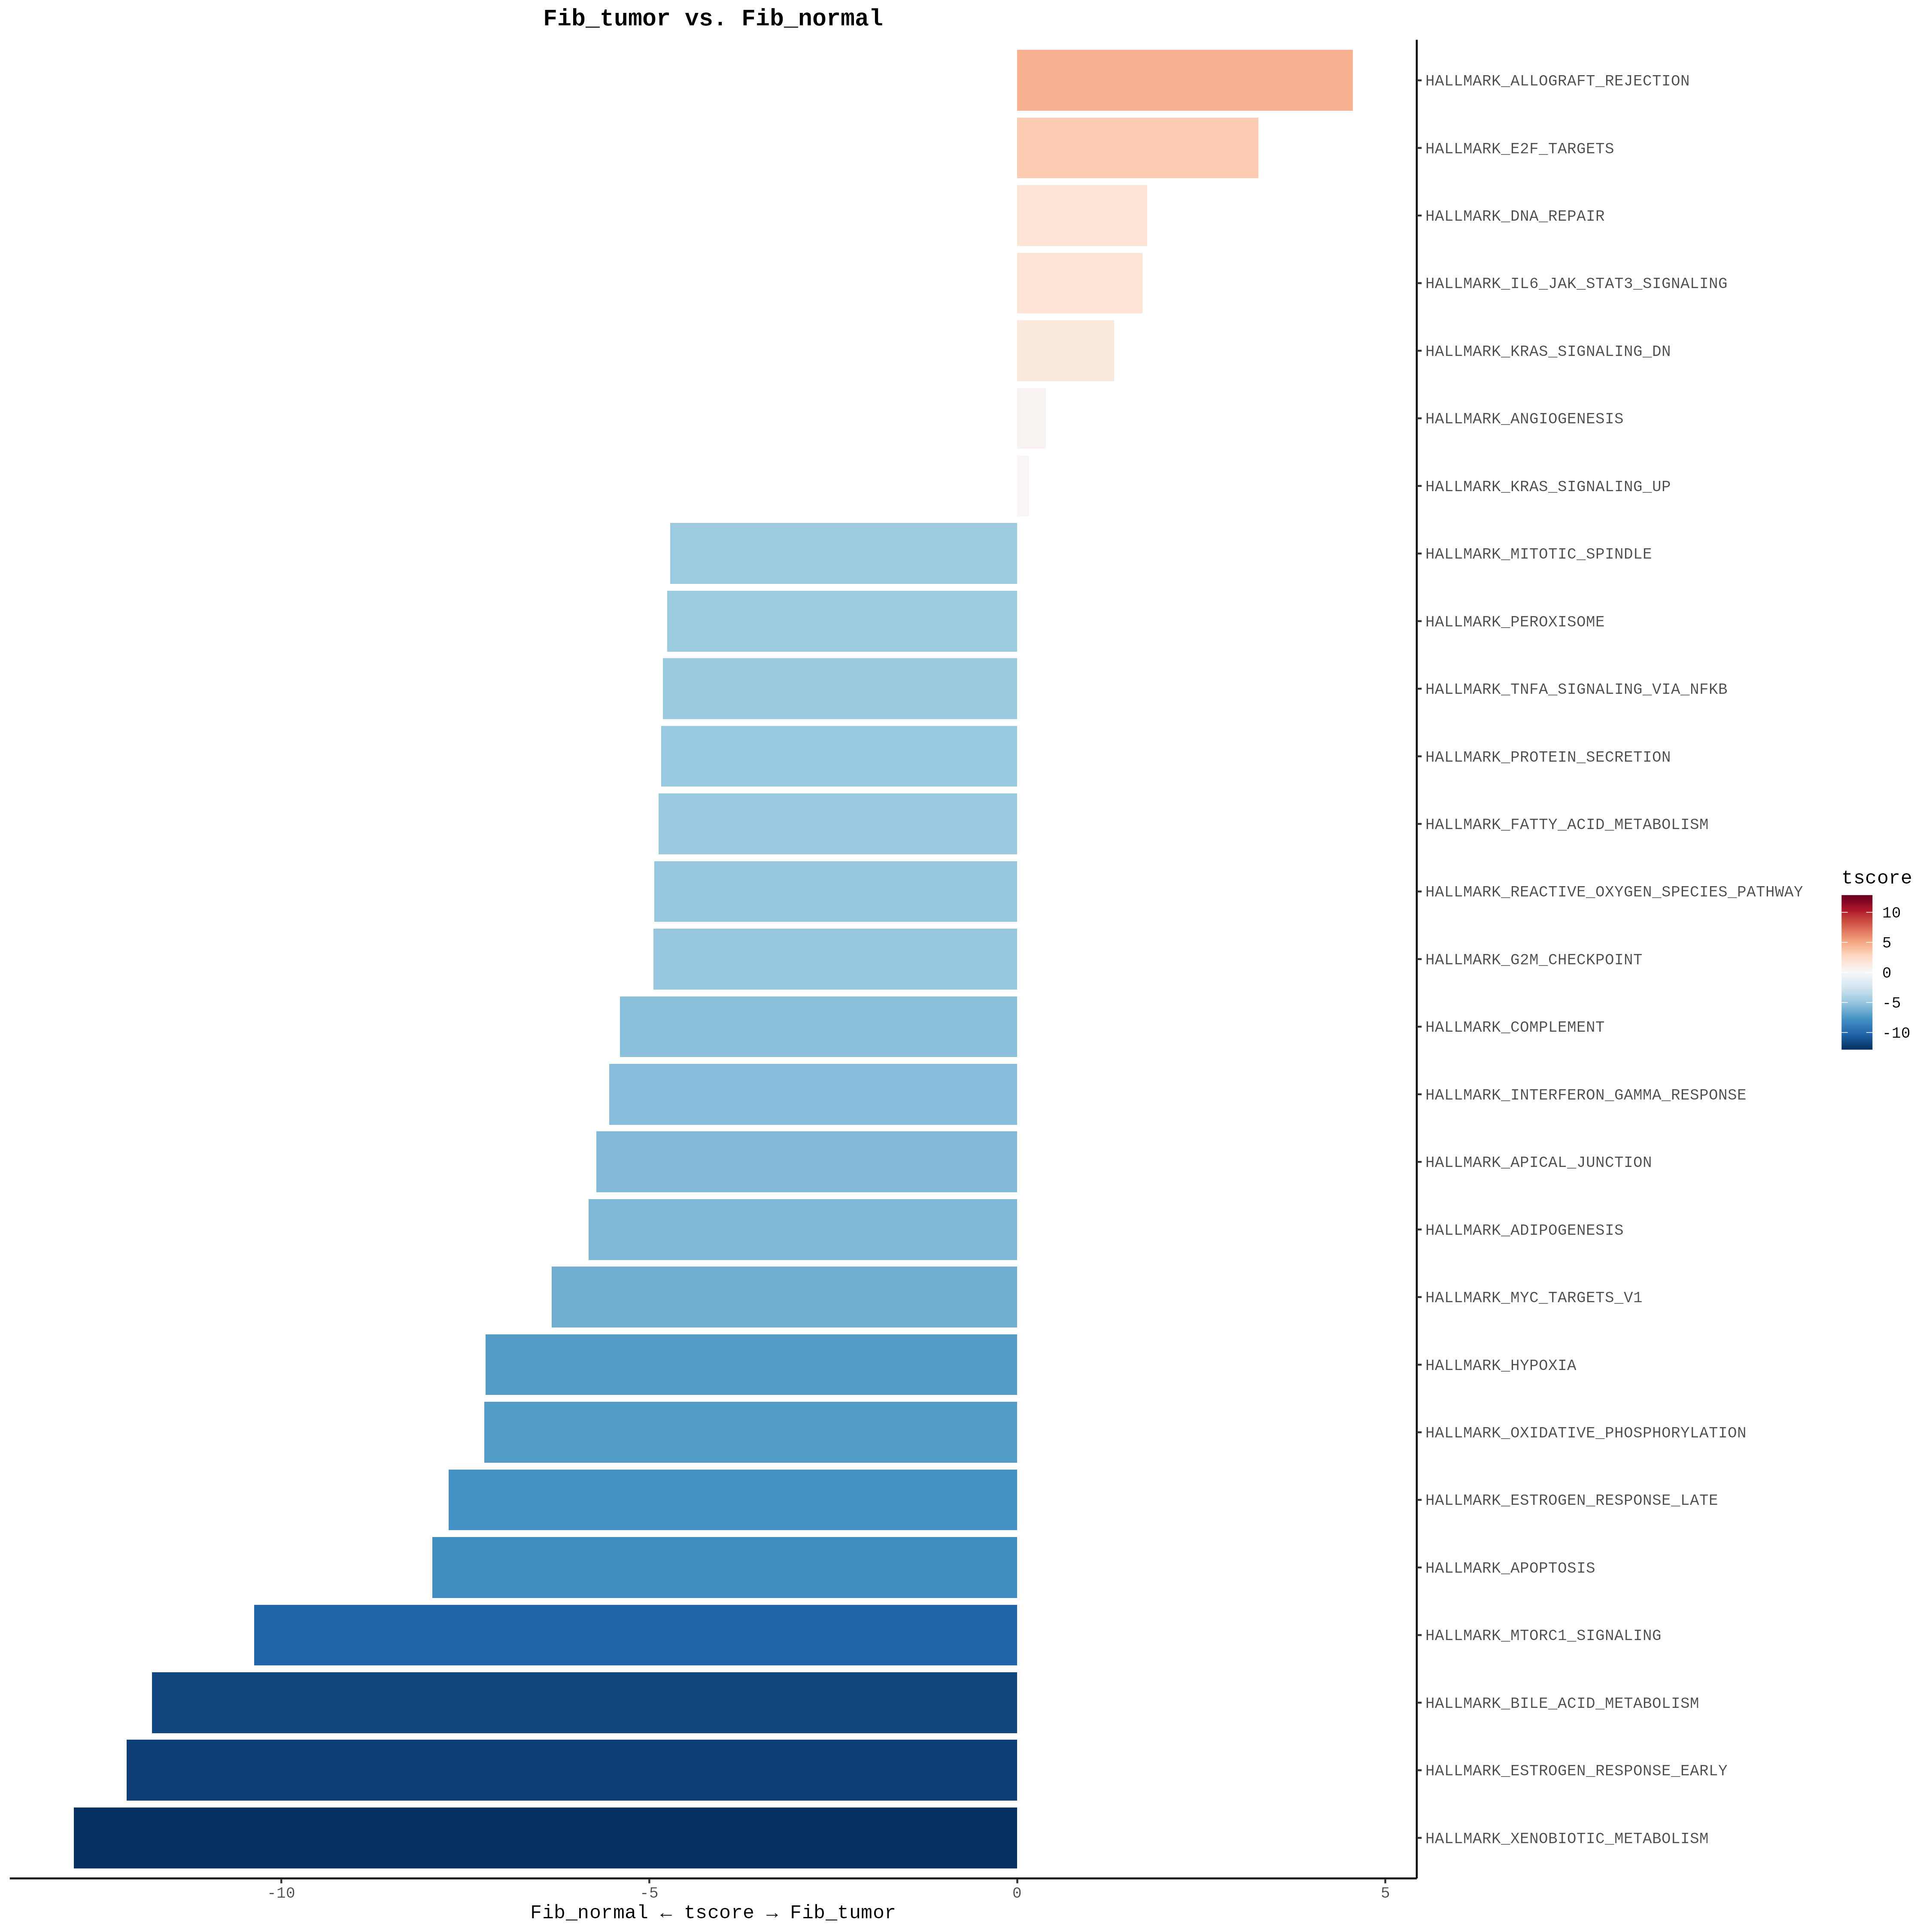 Fib_tumor vs. Fib_normal
HALLMARK_ALLOGRAFT_REJECTION
HALLMARK_E2F_TARGETS
HALLMARK_DNA_REPAIR
HALLMARK_IL6_JAK_STAT3_SIGNALING
HALLMARK_KRAS_SIGNALING_DN
HALLMARK_ANGIOGENESIS
HALLMARK_KRAS_SIGNALING_UP
HALLMARK_MITOTIC_SPINDLE
HALLMARK_PEROXISOME
HALLMARK_TNFA_SIGNALING_VIA_NFKB
HALLMARK_PROTEIN_SECRETION
HALLMARK_FATTY_ACID_METABOLISM
HALLMARK_REACTIVE_OXYGEN_SPECIES_PATHWAY
HALLMARK_G2M_CHECKPOINT
HALLMARK_COMPLEMENT
HALLMARK_INTERFERON_GAMMA_RESPONSE
HALLMARK_APICAL_JUNCTION
HALLMARK_ADIPOGENESIS
HALLMARK_MYC_TARGETS_V1
HALLMARK_HYPOXIA
HALLMARK_OXIDATIVE_PHOSPHORYLATION
HALLMARK_ESTROGEN_RESPONSE_LATE
HALLMARK_APOPTOSIS
HALLMARK_MTORC1_SIGNALING
HALLMARK_BILE_ACID_METABOLISM
HALLMARK_ESTROGEN_RESPONSE_EARLY
HALLMARK_XENOBIOTIC_METABOLISM
-10 -5 0 5
Fib_normal ← tscore → Fib_tumor
tscore
10
5
0
-5
-10